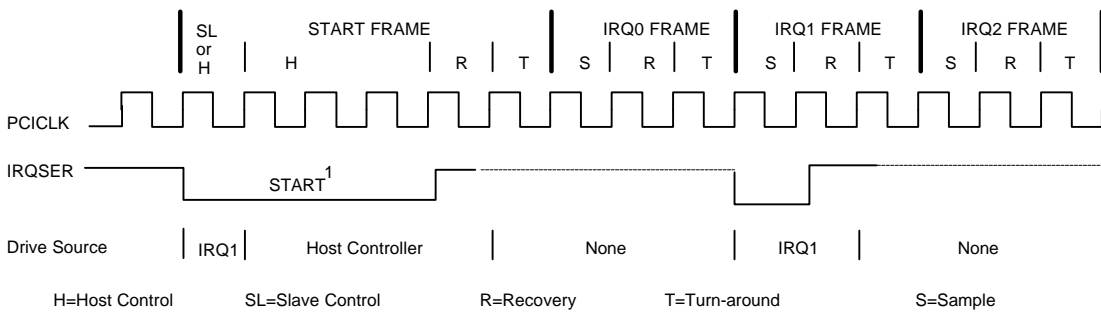 SL or H
START FRAME
IRQ0 FRAME
IRQ1 FRAME
IRQ2 FRAME
H R T S R T S R T S R T
PCICLK
IRQSER
START1
Drive Source IRQ1 Host Controller None IRQ1 None
H=Host Control SL=Slave Control R=Recovery T=Turn-around S=Sample